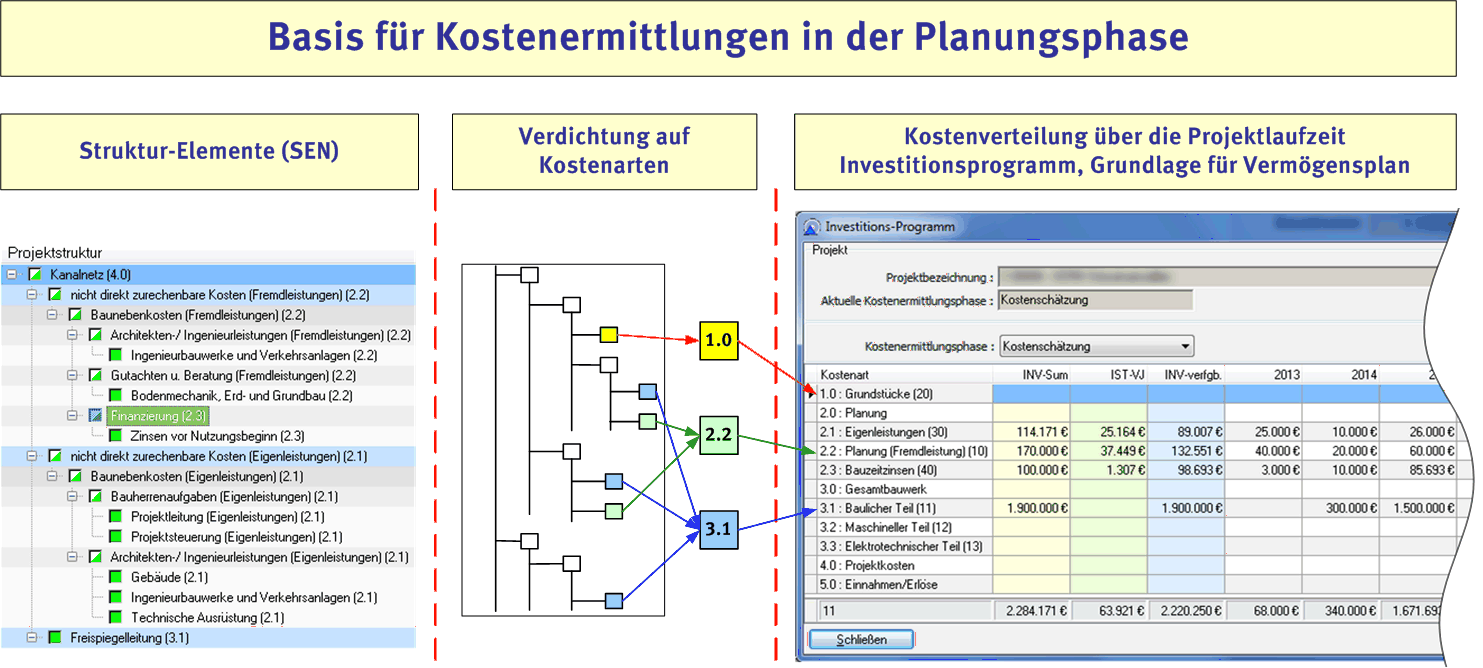 Basis für Kostenermittlungen in der Planungsphase
Struktur-Elemente (SEN)
Verdichtung auf
Kostenarten
Kostenverteilung über die Projektlaufzeit
Investitionsprogramm, Grundlage für Vermögensplan
Projektstruktur
Kanalnetz (4.0)
nicht direkt zurechenbare Kosten (Fremdleistungen) (2.2)
Baunebenkosten (Fremdleistungen) (2.2)
Architekten-/ Ingenieurleistungen (Fremdleistungen) (2.2)
Ingenieurbauwerke und Verkehrsanlagen (2.2)
Gutachten u. Beratung (Fremdleistungen) (2.2)
Bodenmechanik, Erd- und Grundbau (2.2)
Finanzierung (2.3)
Zinsen vor Nutzungsbeginn (2.3)
nicht direkt zurechenbare Kosten (Eigenleistungen) (2.1)
Baunebenkosten (Eigenleistungen) (2.1)
Bauherrenaufgaben (Eigenleistungen) (2.1)
Projektleitung (Eigenleistungen) (2.1)
Projektsteuerung (Eigenleistungen) (2.1)
Architekten-/ Ingenieurleistungen (Eigenleistungen) (2.1)
Gebäude (2.1)
Ingenieurbauwerke und Verkehrsanlagen (2.1)
Technische Ausrüstung (2.1)
Freispiegelleitung (3.1)
1.0
2.2
3.1
Investitions-Programm
Projekt
Projektbezeichnung :
Aktuelle Kostenermittlungsphase : Kostenschätzung
Kostenermittlungsphase : Kostenschätzung
Kostenart INV-Sum IST-VJ INV-verfgb. 2013 2014
1.0 : Grundstücke (20)
2.0 : Planung
2.1 : Eigenleistungen (30) 114.171 € 25.164 € 89.007 € 25.000 € 10.000 € 26.000 €
2.2 : Planung (Fremdleistung) (10) 170.000 € 37.449 € 132.551 € 40.000 € 20.000 € 60.000 €
2.3 : Bauzeitzinsen (40) 100.000 € 1.307 € 98.693 € 3.000 € 10.000 € 85.693 €
3.0 : Gesamtbauwerk
3.1 : Baulicher Teil (11) 1.900.000 € 1.900.000 € 300.000 € 1.500.000 €
3.2 : Maschineller Teil (12)
3.3 : Elektrotechnischer Teil (13)
4.0 : Projektkosten
5.0 : Einnahmen/Erlöse
11 2.284.171 € 63.921 € 2.220.250 € 68.000 € 340.000 € 1.671.693
Schließen